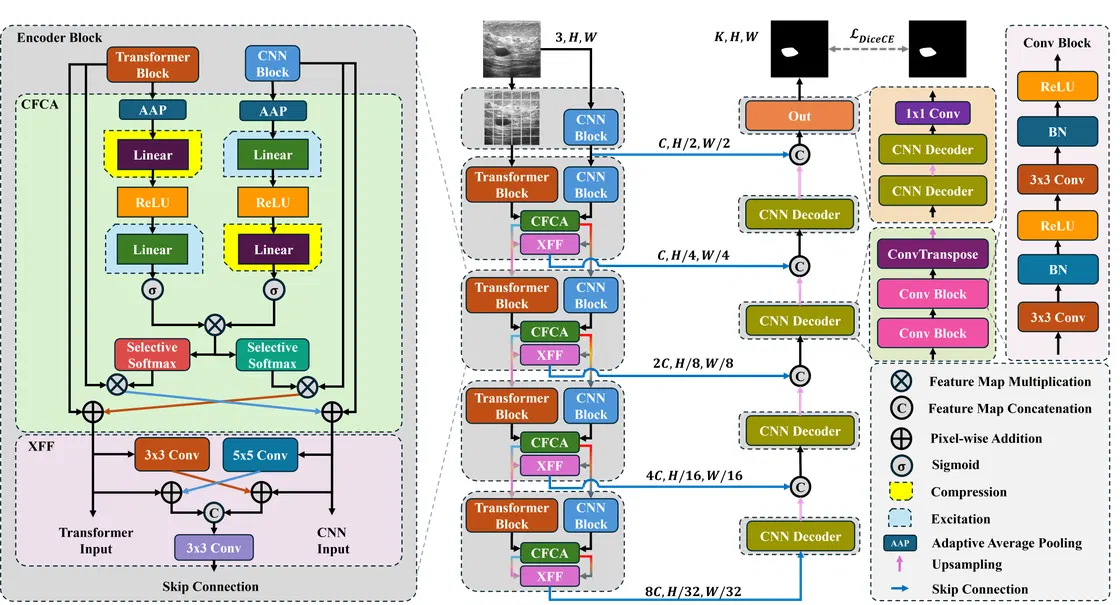 Encoder Block
Transformer
Block
CNN
Block
CFCA
AAP
AAP
Linear
Linear
ReLU
ReLU
Linear
Linear
σ
σ
Selective
Softmax
Selective
Softmax
XFF
3x3 Conv
5x5 Conv
C
Transformer
Input
CNN
Input
3x3 Conv
Skip Connection
3, H, W
CNN
Block
Transformer
Block
CNN
Block
CFCA
XFF
Transformer
Block
CNN
Block
CFCA
XFF
Transformer
Block
CNN
Block
CFCA
XFF
Transformer
Block
CNN
Block
CFCA
XFF
C, H/2, W/2
C, H/4, W/4
2C, H/8, W/8
4C, H/16, W/16
8C, H/32, W/32
K, H, W
ℒDiceCE
Out
C
CNN Decoder
C
CNN Decoder
C
CNN Decoder
C
CNN Decoder
1x1 Conv
CNN Decoder
CNN Decoder
ConvTranspose
Conv Block
Conv Block
Conv Block
ReLU
BN
3x3 Conv
ReLU
BN
3x3 Conv
Feature Map Multiplication
C Feature Map Concatenation
Pixel-wise Addition
σ Sigmoid
Compression
Excitation
AAP Adaptive Average Pooling
Upsampling
Skip Connection